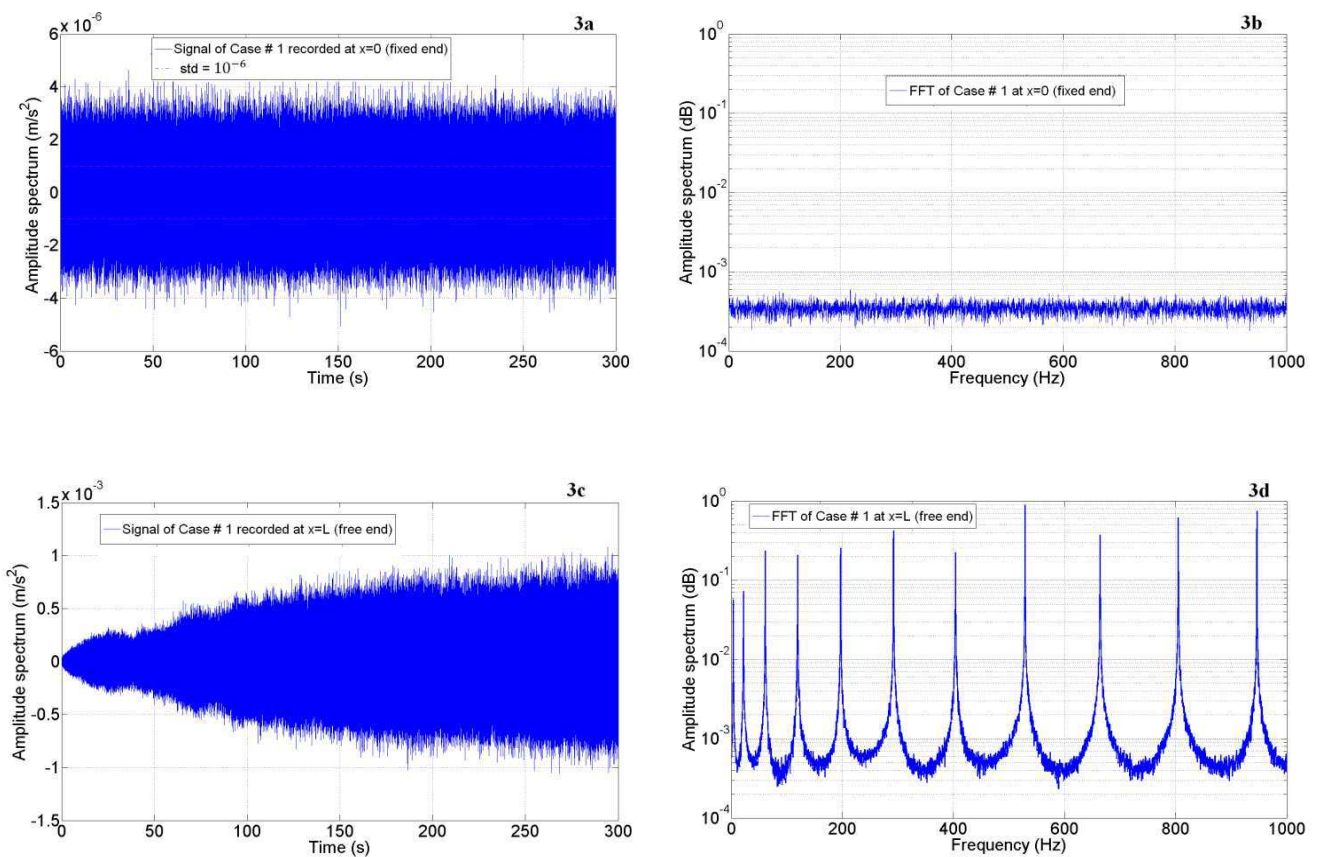 3a
x 10^-6
Signal of Case # 1 recorded at x=0 (fixed end)
std = 10^-6
Amplitude spectrum (m/s^2)
6
4
2
0
-2
-4
-6
0 50 100 150 200 250 300
Time (s)
3b
FFT of Case # 1 at x=0 (fixed end)
Amplitude spectrum (dB)
10^0
10^-1
10^-2
10^-3
10^-4
0 200 400 600 800 1000
Frequency (Hz)
3c
x 10^-3
Signal of Case # 1 recorded at x=L (free end)
Amplitude spectrum (m/s^2)
1.5
1
0.5
0
-0.5
-1
-1.5
0 50 100 150 200 250 300
Time (s)
3d
FFT of Case # 1 at x=L (free end)
Amplitude spectrum (dB)
10^0
10^-1
10^-2
10^-3
10^-4
0 200 400 600 800 1000
Frequency (Hz)